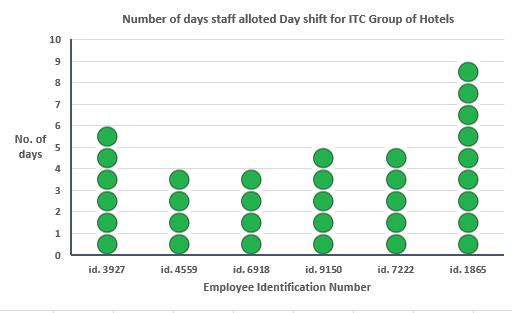 Number of days staff alloted Day shift for ITC Group of Hotels
10
9
8
7
6
5
4
3
2
1
0
No. of
days
id. 3927 id. 4559 id. 6918 id. 9150 id. 7222 id. 1865
Employee Identification Number